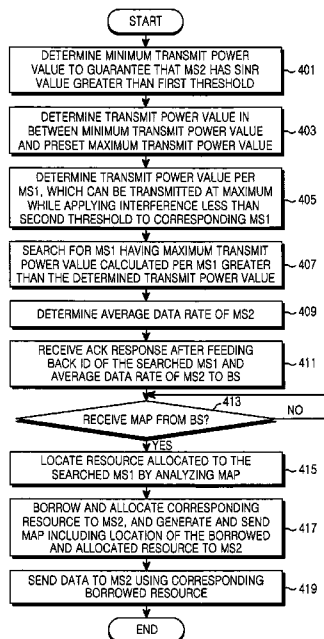 START
DETERMINE MINIMUM TRANSMIT POWER
VALUE TO GUARANTEE THAT MS2 HAS SINR
VALUE GREATER THAN FIRST THRESHOLD
401
DETERMINE TRANSMIT POWER VALUE IN
BETWEEN MINIMUM TRANSMIT POWER VALUE
AND PRESET MAXIMUM TRANSMIT POWER VALUE
403
DETERMINE TRANSMIT POWER VALUE PER
MS1, WHICH CAN BE TRANSMITTED AT MAXIMUM
WHILE APPLYING INTERFERENCE LESS THAN
SECOND THRESHOLD TO CORRESPONDING MS1
405
SEARCH FOR MS1 HAVING MAXIMUM TRANSMIT
POWER VALUE CALCULATED PER MS1 GREATER
THAN THE DETERMINED TRANSMIT POWER VALUE
407
DETERMINE AVERAGE DATA RATE OF MS2
409
RECEIVE ACK RESPONSE AFTER FEEDING
BACK ID OF THE SEARCHED MS1 AND
AVERAGE DATA RATE OF MS2 TO BS
411
413
RECEIVE MAP FROM BS?
NO
YES
LOCATE RESOURCE ALLOCATED TO THE
SEARCHED MS1 BY ANALYZING MAP
415
BORROW AND ALLOCATE CORRESPONDING
RESOURCE TO MS2, AND GENERATE AND SEND
MAP INCLUDING LOCATION OF THE BORROWED
AND ALLOCATED RESOURCE TO MS2
417
SEND DATA TO MS2 USING CORRESPONDING
BORROWED RESOURCE
419
END